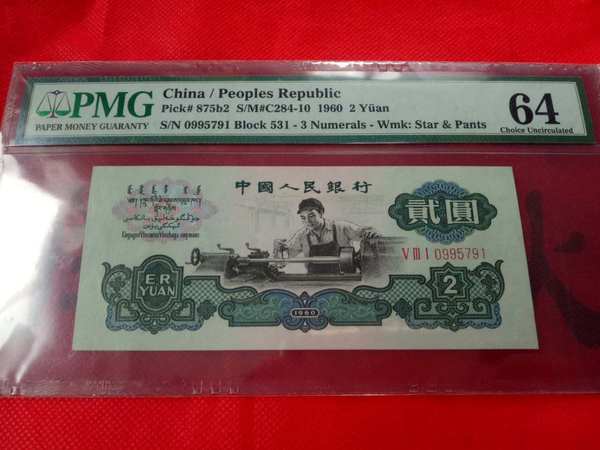 PMG
PAPER MONEY GUARANTY
China / Peoples Republic
Pick# 875b2 S/M#C284-10 1960 2 Yüan
S/N 0995791 Block 531 - 3 Numerals - Wmk: Star & Pants
64
Choice Uncirculated
中國人民銀行
貳圓
VⅢI 0995791
ER
YUAN
2
1960